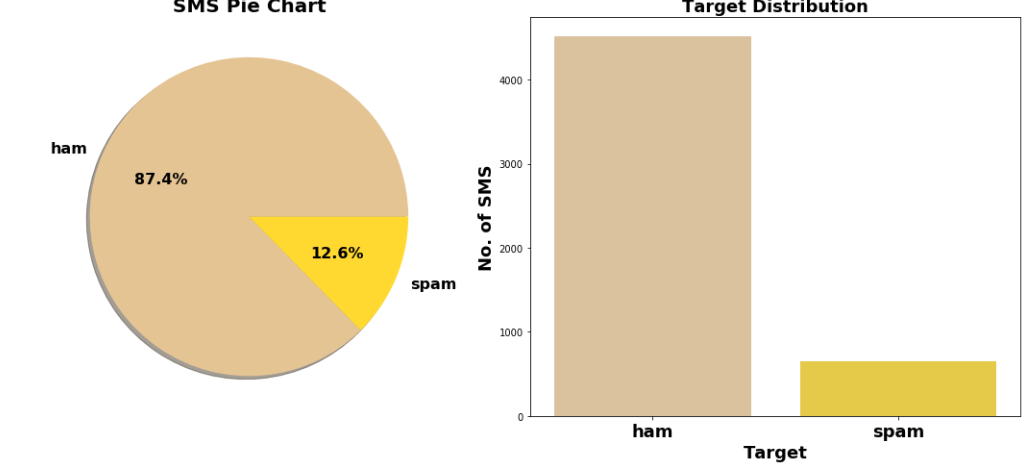 SMS Pie Chart
ham
87.4%
12.6%
spam
Target Distribution
No. of SMS
4000
3000
2000
1000
0
ham
spam
Target